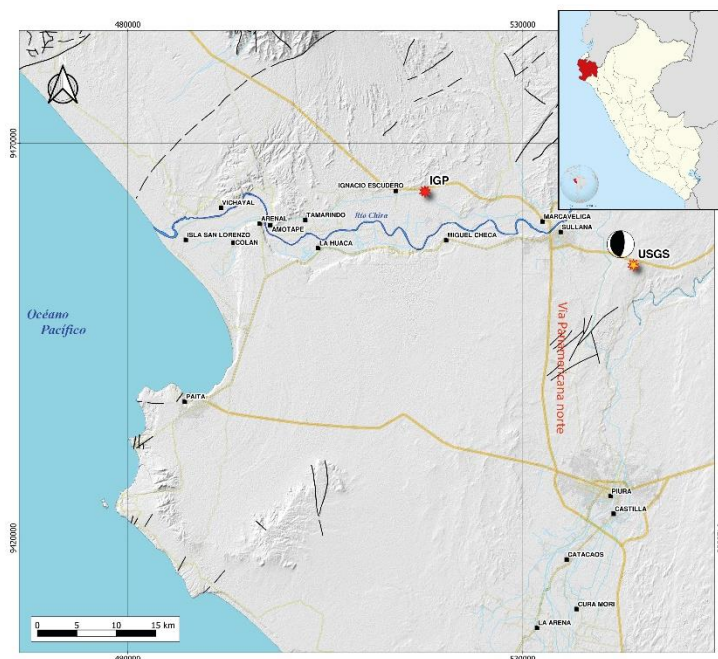 480000
530000
9470000
IGP
IGNACIO ESCUDERO
VICHAYAL
TAMARINDO
Río Chira
MARCAVELICA
ARENAL
AMOTAPE
SULLANA
ISLA SAN LORENZO
COLAN
LA HUACA
MIGUEL CHECA
USGS
Océano
Pacífico
Via Panamericana norte
PAITA
PIURA
CASTILLA
9420000
CATACAOS
CURA MORI
LA ARENA
0 5 10 15 km
480000
530000